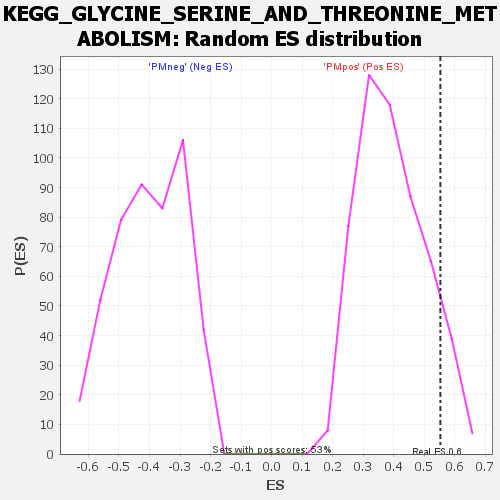 KEGG_GLYCINE_SERINE_AND_THREONINE_MET
ABOLISM: Random ES distribution
'PMneg' (Neg ES)
'PMpos' (Pos ES)
130
120
110
100
90
80
70
60
50
40
30
20
10
0
P(ES)
Sets with pos scores: 53%
Real ES 0.6
-0.6 -0.5 -0.4 -0.3 -0.2 -0.1 0.0 0.1 0.2 0.3 0.4 0.5 0.6 0.7
ES